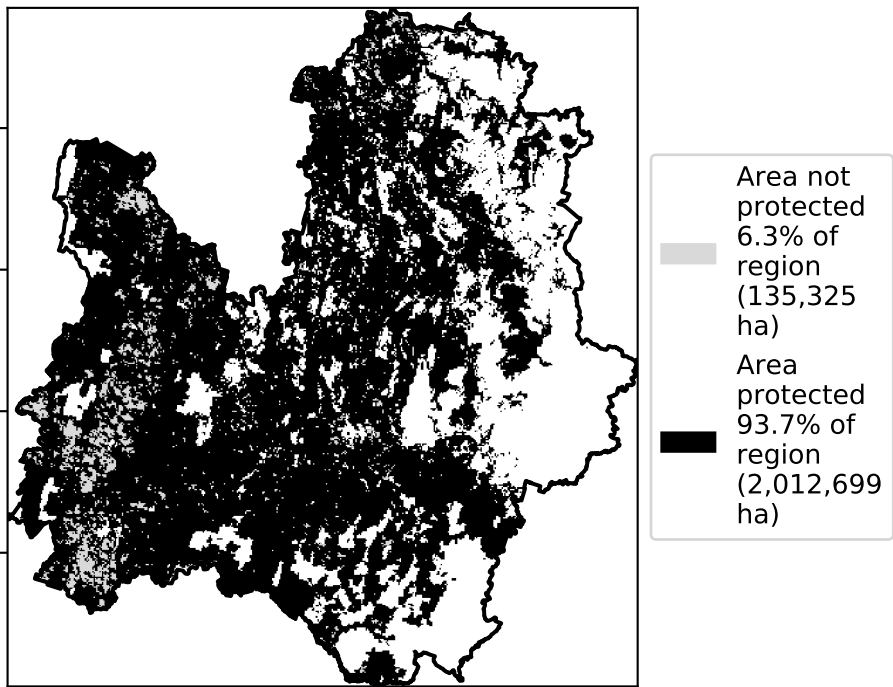 Area not
protected
6.3% of
region
(135,325
ha)
Area
protected
93.7% of
region
(2,012,699
ha)